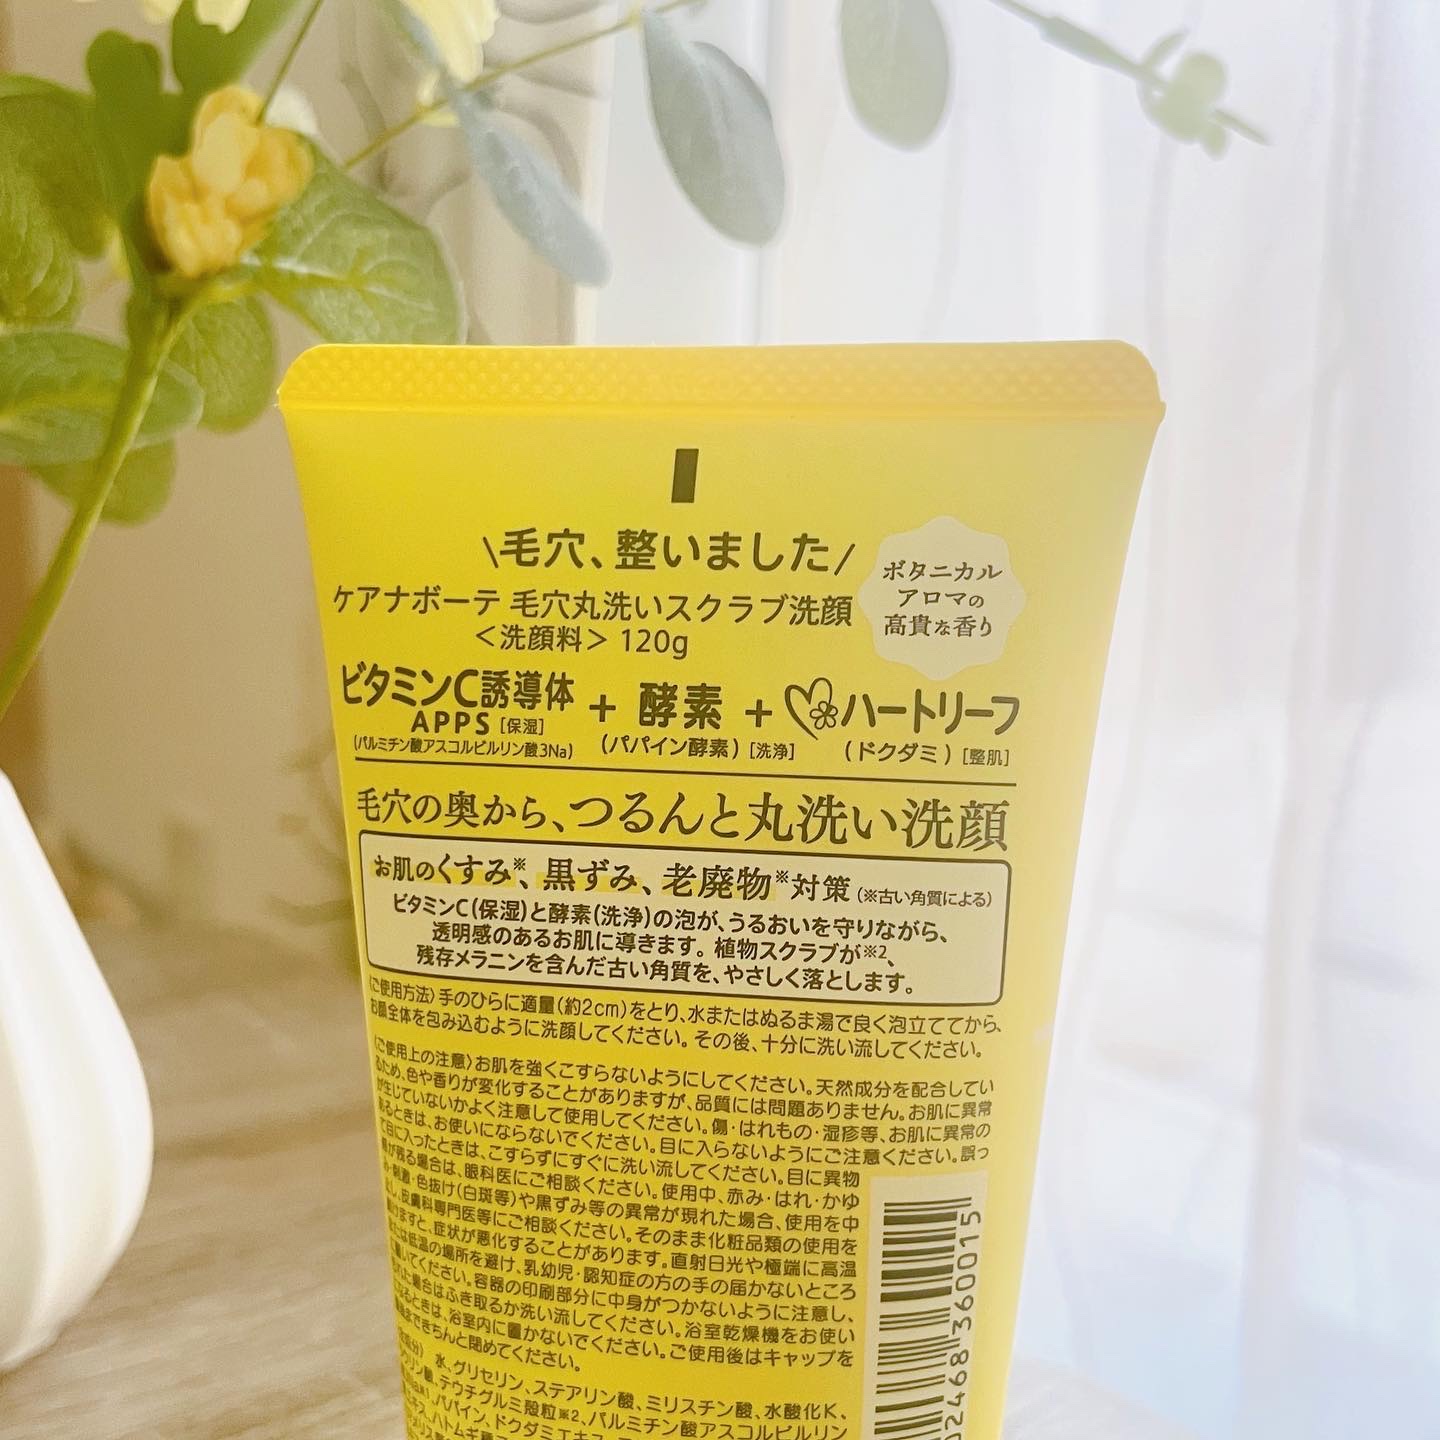 \毛穴、整いました/
ケアナボーテ 毛穴丸洗いスクラブ洗顔
＜洗顔料＞ 120g
ボタニカル
アロマの
高貴な香り
ビタミンC誘導体 + 酵素 + ハートリーフ
APPS [保湿]
(パルミチン酸アスコルビルリン酸3Na) (パパイン酵素) [洗浄] (ドクダミ) [整肌]
毛穴の奥から、つるんと丸洗い洗顔
お肌のくすみ※、黒ずみ、老廃物※対策 (※古い角質による)
ビタミンC(保湿)と酵素(洗浄)の泡が、うるおいを守りながら、
透明感のあるお肌に導きます。植物スクラブが※2、
残存メラニンを含んだ古い角質を、やさしく落とします。
〈ご使用方法〉手のひらに適量(約2cm)をとり、水またはぬるま湯で良く泡立ててから、
お顔全体を包み込むように洗顔してください。その後、十分に洗い流してください。
〈ご使用上の注意〉お肌を強くこすらないようにしてください。天然成分を配合してい
るため、色や香りが変化することがありますが、品質には問題ありません。お肌に異常
が生じていないかよく注意して使用してください。傷・はれもの・湿疹等、お肌に異常の
あるときは、お使いにならないでください。目に入らないようにご注意ください。誤っ
て目に入ったときは、こすらずにすぐに洗い流してください。目に異物
が残る場合は、眼科医にご相談ください。使用中、赤み・はれ・かゆ
み・刺激・色抜け(白斑等)や黒ずみ等の異常が現れた場合、使用を中
止し、皮膚科専門医等にご相談ください。そのまま化粧品類の使用を
続けますと、症状が悪化することがあります。直射日光や極端に高温
または低温の場所を避け、乳幼児・認知症の方の手の届かないところ
に置いてください。容器の印刷部分に中身がつかないように注意し、
場合はふき取るか洗い流してください。浴室乾燥機をお使い
なるときは、浴室内に置かないでください。ご使用後はキャップを
きちんと閉めてください。
水、グリセリン、ステアリン酸、ミリスチン酸、水酸化K、
ラウリン酸、テウチグルミ殻粒※2、パルミチン酸アスコルビルリン
パパイン、ドクダミエキス
ハトムギ種子
02468 360015